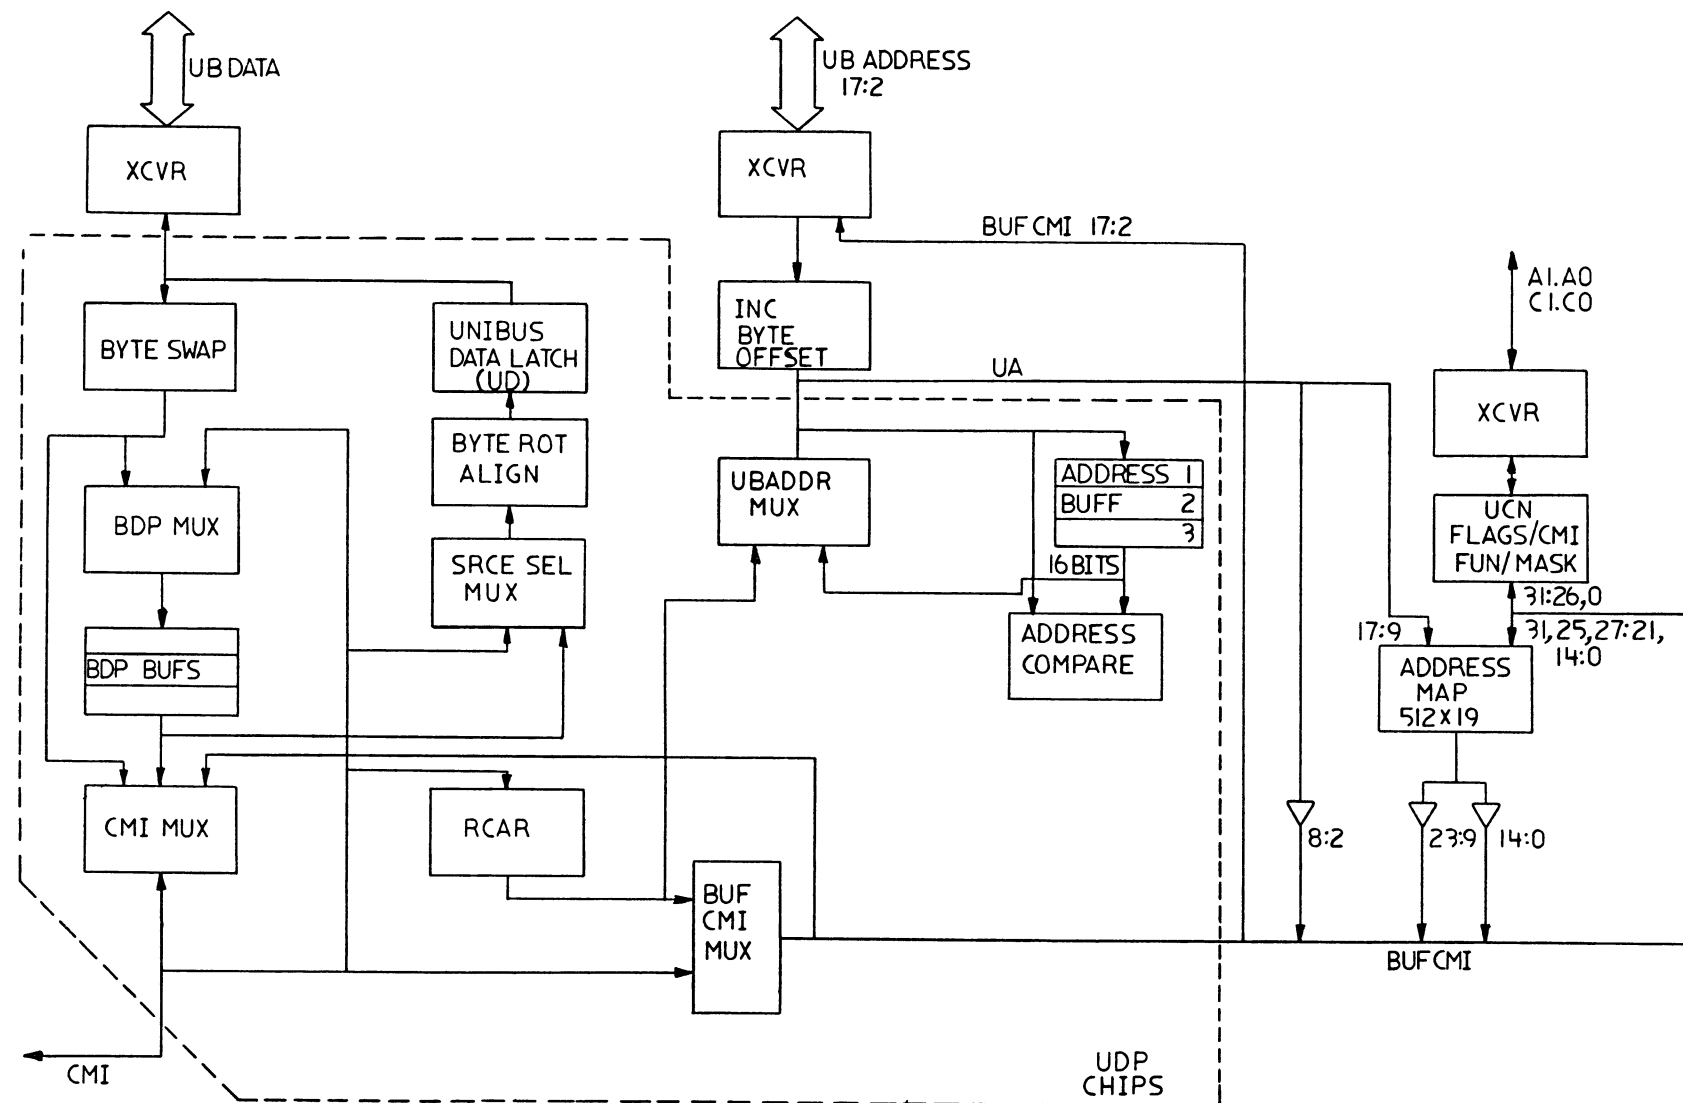 UB DATA
UB ADDRESS
17:2
XCVR
XCVR
BUF CMI 17:2
A1.A0
C1.C0
INC
BYTE
OFFSET
UNIBUS
DATA LATCH
(UD)
BYTE SWAP
UA
XCVR
BYTE ROT
ALIGN
UBADDR
MUX
ADDRESS 1
BUFF 2
3
BDP MUX
UCN
FLAGS/CMI
FUN/MASK
SRCE SEL
MUX
16 BITS
31:26,0
17:9
31,25,27:21,
14:0
ADDRESS
COMPARE
BDP BUFS
ADDRESS
MAP
512X19
CMI MUX
RCAR
8:2
23:9
14:0
BUF
CMI
MUX
BUF CMI
CMI
UDP
CHIPS